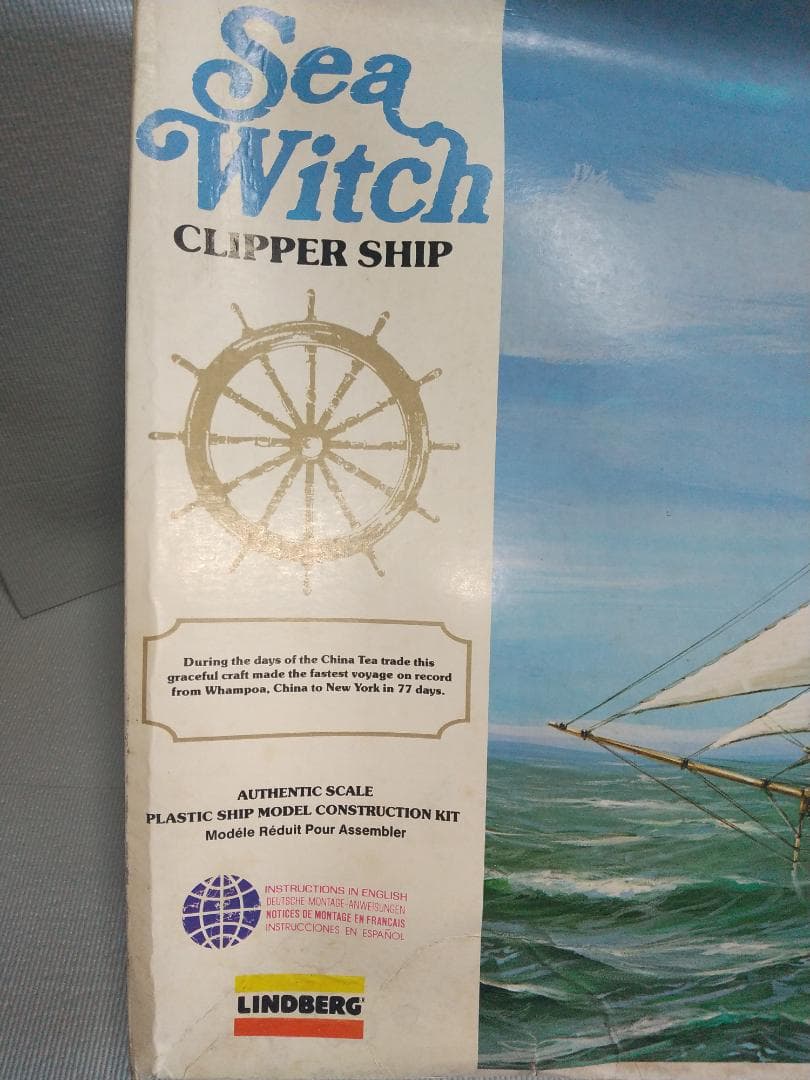 Sea
Witch
CLIPPER SHIP
During the days of the China Tea trade this
graceful craft made the fastest voyage on record
from Whampoa, China to New York in 77 days.
AUTHENTIC SCALE
PLASTIC SHIP MODEL CONSTRUCTION KIT
Modéle Réduit Pour Assembler
INSTRUCTIONS IN ENGLISH
DEUTSCHE MONTAGE-ANWEISUNGEN
NOTICES DE MONTAGE EN FRANCAIS
INSTRUCCIONES EN ESPAÑOL
LINDBERG